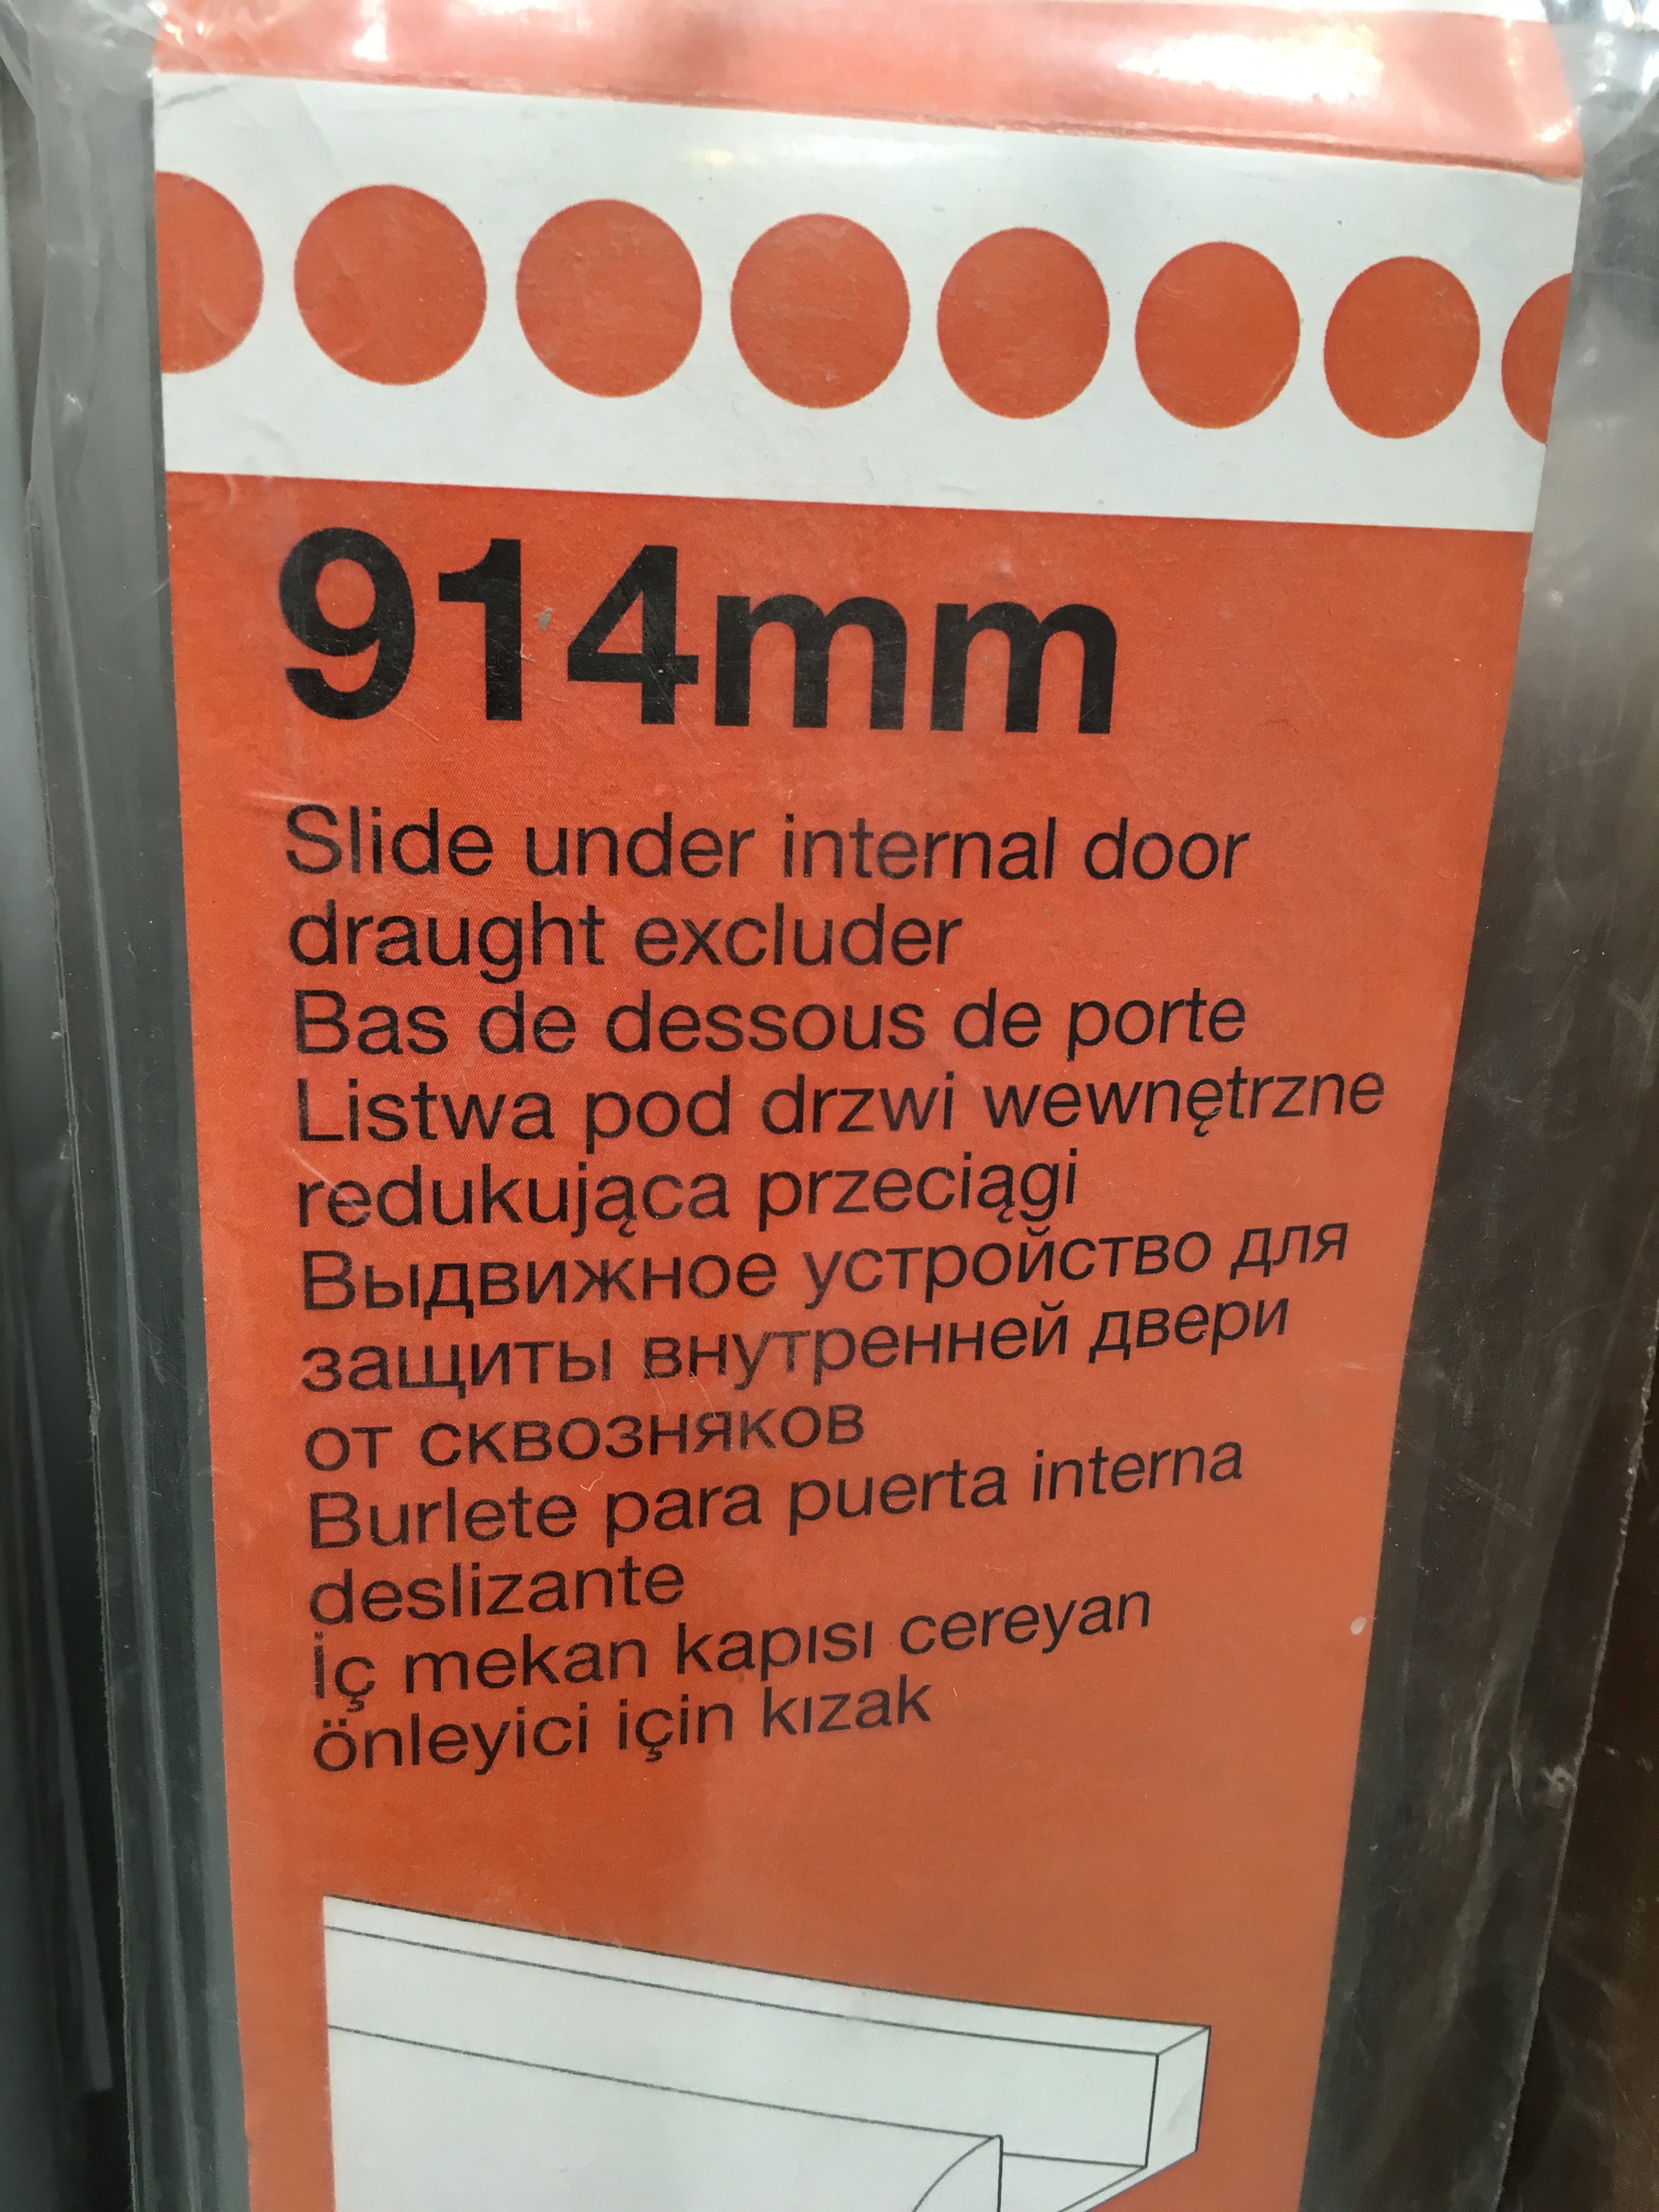 914mm
Slide under internal door
draught excluder
Bas de dessous de porte
Listwa pod drzwi wewnętrzne
redukująca przeciągi
Выдвижное устройство для
защиты внутренней двери
от сквозняков
Burlete para puerta interna
deslizante
İç mekan kapısı cereyan
önleyici için kızak